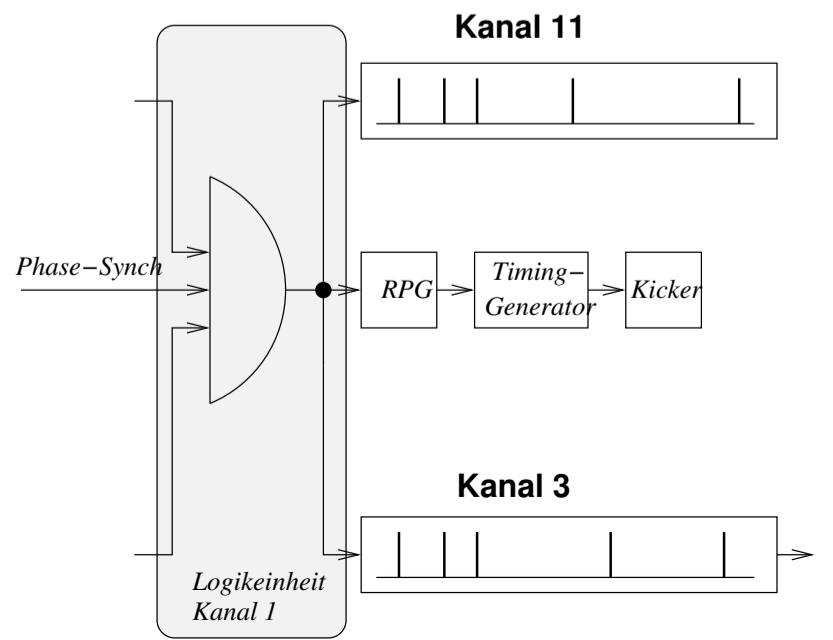 Kanal 11
Phase−Synch
RPG
Timing−
Generator
Kicker
Kanal 3
Logikeinheit
Kanal 1